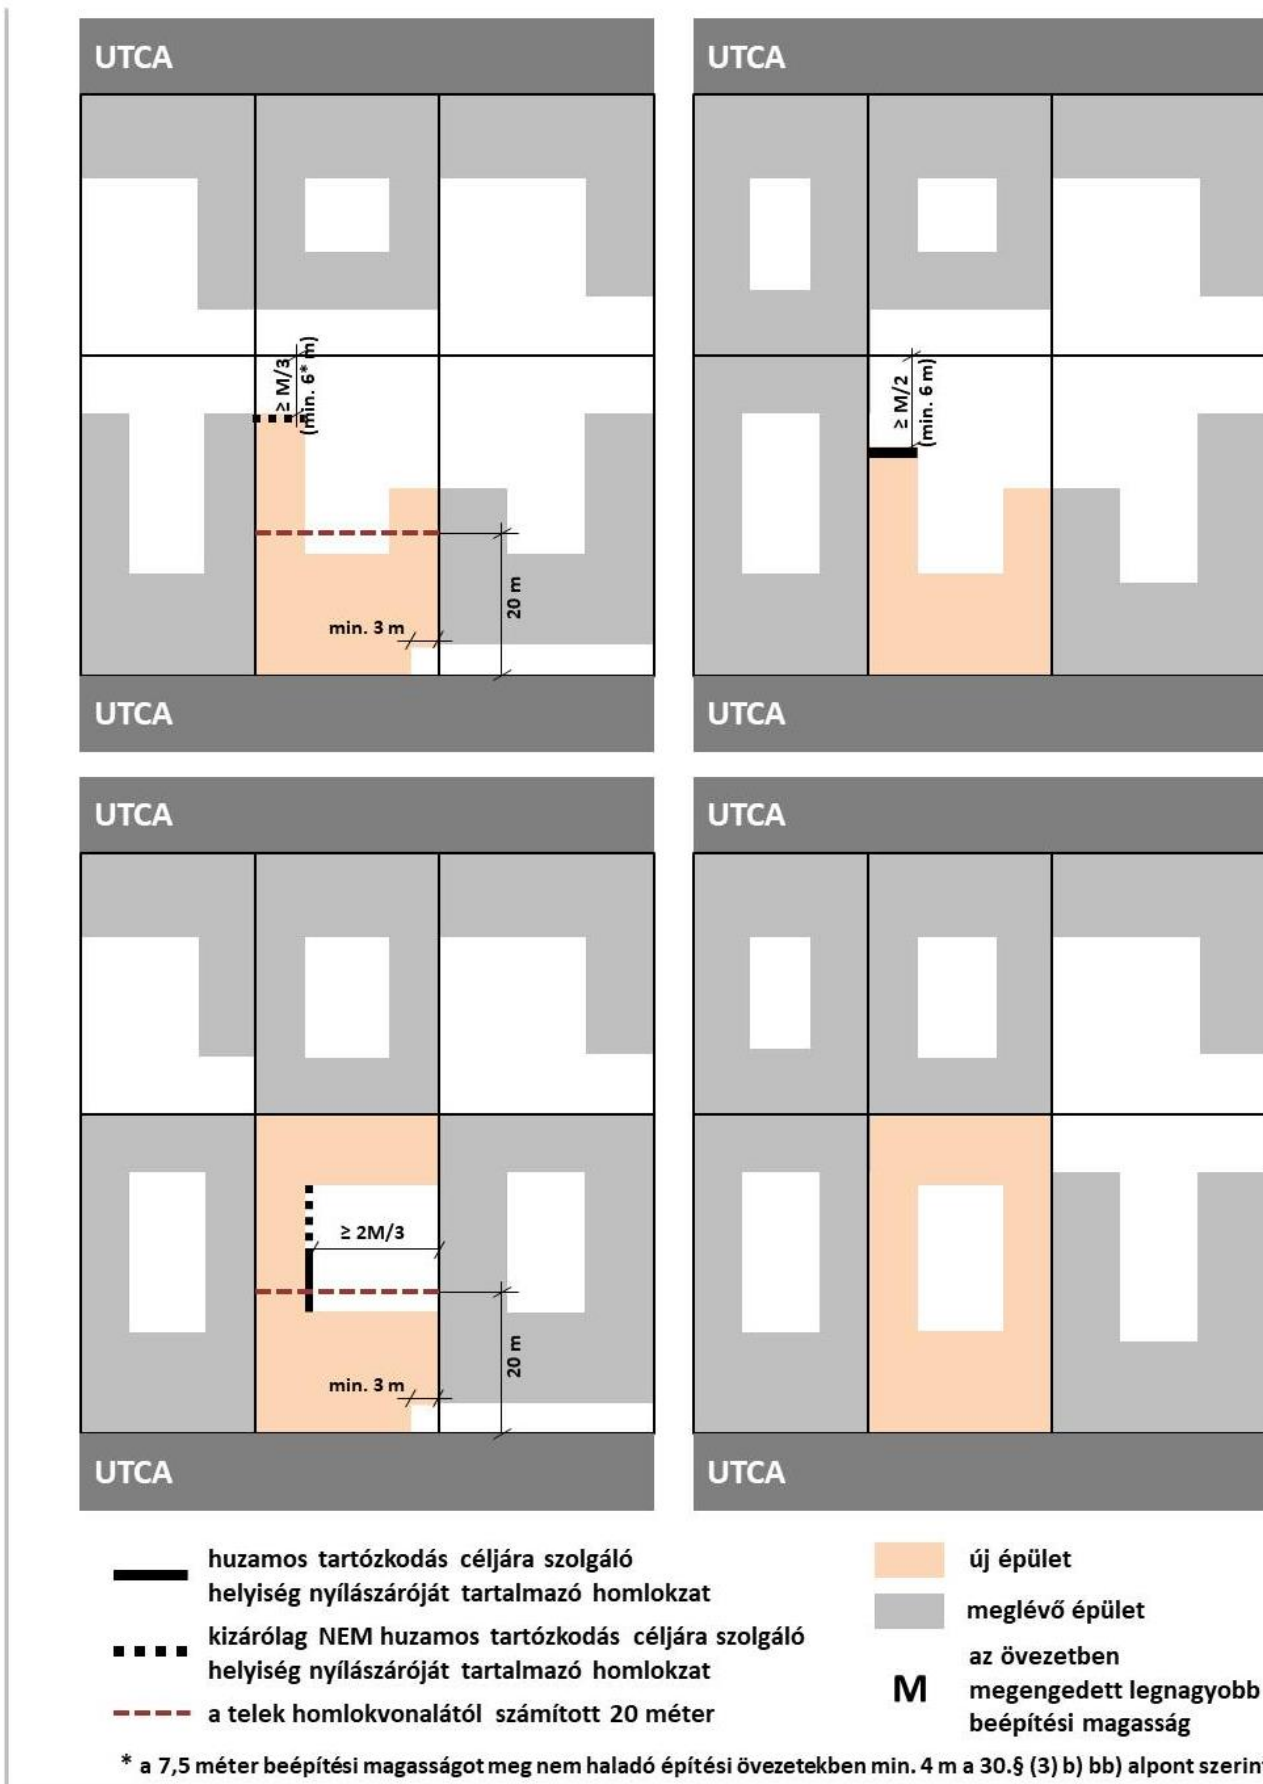 UTCA
UTCA
≥ M/3
(min. 6* m)
≥ M/2
(min. 6 m)
20 m
min. 3 m
UTCA
UTCA
UTCA
UTCA
≥ 2M/3
20 m
min. 3 m
UTCA
UTCA
huzamos tartózkodás céljára szolgáló
helyiség nyílászáróját tartalmazó homlokzat
kizárólag NEM huzamos tartózkodás céljára szolgáló
helyiség nyílászáróját tartalmazó homlokzat
a telek homlokvonalától számított 20 méter
új épület
meglévő épület
M
az övezetben
megengedett legnagyobb
beépítési magasság
* a 7,5 méter beépítési magasságot meg nem haladó építési övezetekben min. 4 m a 30.§ (3) b) bb) alpont szerint